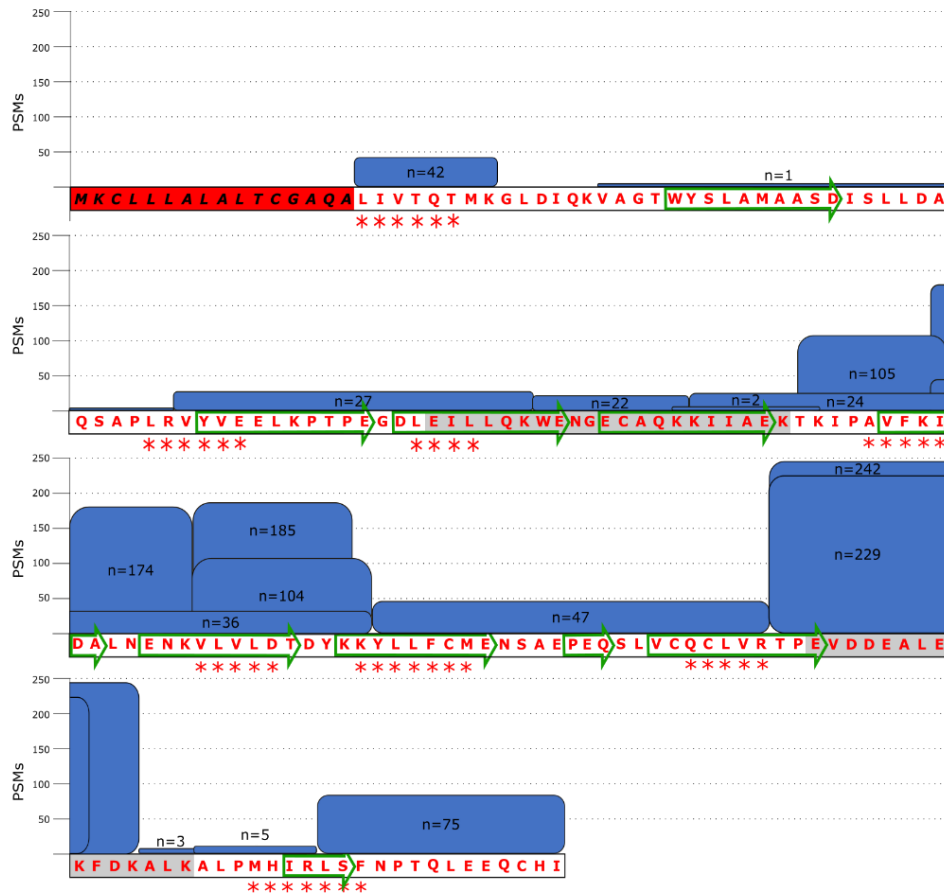 250
200
150
100
50
PSMs
n=42
n=1
M K C L L L A L A L T C G A Q A L I V T Q T M K G L D I Q K V A G T W Y S L A M A A S D I S L L D A
* * * * * *
250
200
150
100
50
PSMs
n=105
n=27
n=22
n=2
n=24
Q S A P L R V Y V E E L K P T P E G D L E I L L Q K W E N G E C A Q K K I I A E K T K I P A V F K I
* * * * * * * * * * * * * * *
250
200
150
100
50
PSMs
n=242
n=185
n=229
n=174
n=104
n=36
n=47
D A L N E N K V L V L D T D Y K K Y L L F C M E N S A E P E Q S L V C Q C L V R T P E V D D E A L E
* * * * * * * * * * * * * * * * *
250
200
150
100
50
PSMs
n=3
n=5
n=75
K F D K A L K A L P M H I R L S F N P T Q L E E Q C H I
* * * * * * *